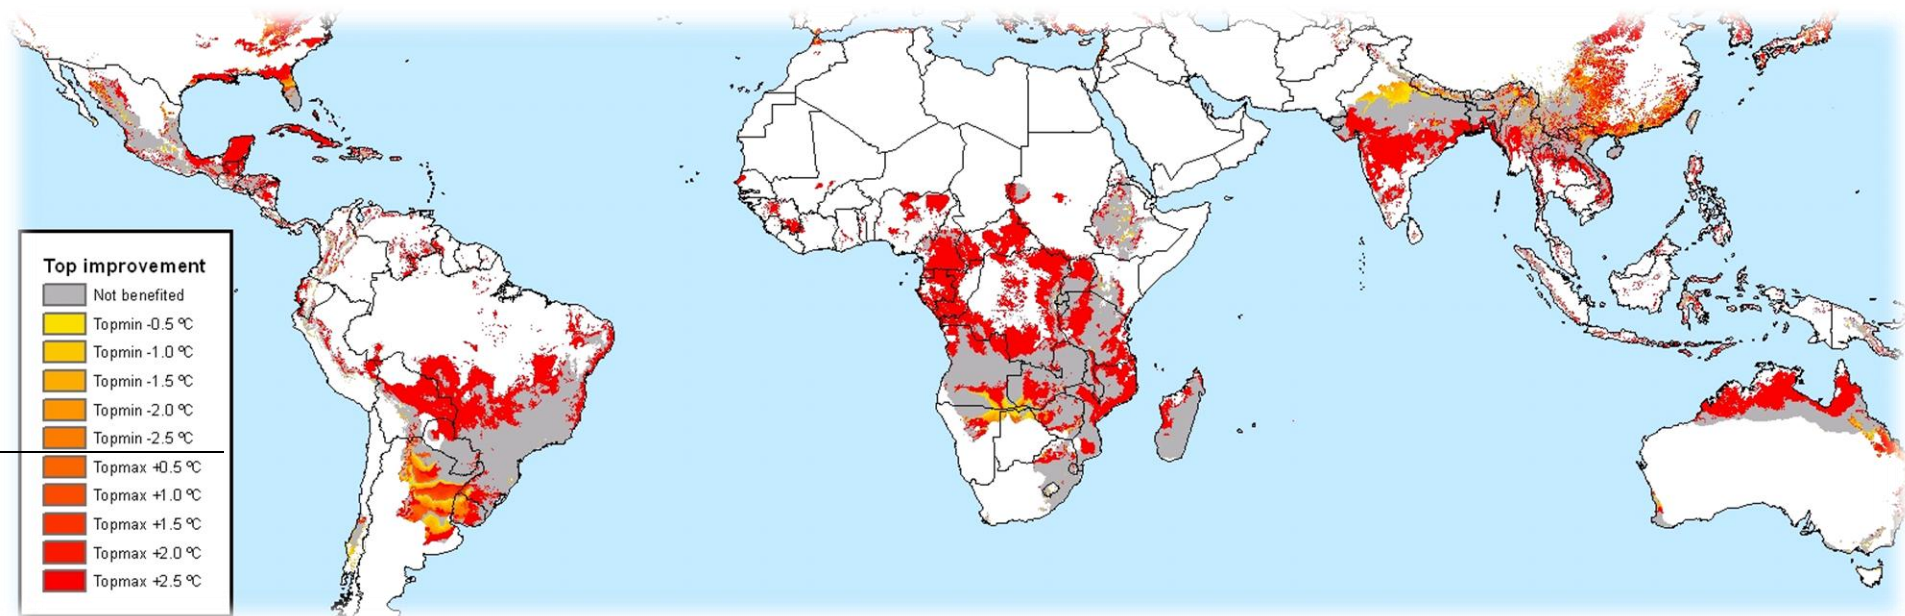 Top improvement
Not benefited
Topmin -0.5 ºC
Topmin -1.0 ºC
Topmin -1.5 ºC
Topmin -2.0 ºC
Topmin -2.5 ºC
Topmax +0.5 ºC
Topmax +1.0 ºC
Topmax +1.5 ºC
Topmax +2.0 ºC
Topmax +2.5 ºC